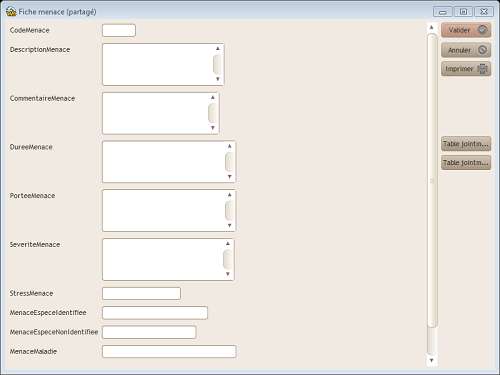 Fiche menace (partagé)
CodeMenace
Valider
DescriptionMenace
Annuler
Imprimer
CommentaireMenace
DureeMenace
Table jointm...
Table jointm...
PorteeMenace
SeveriteMenace
StressMenace
MenaceEspeceIdentifiee
MenaceEspeceNonIdentifiee
MenaceMaladie